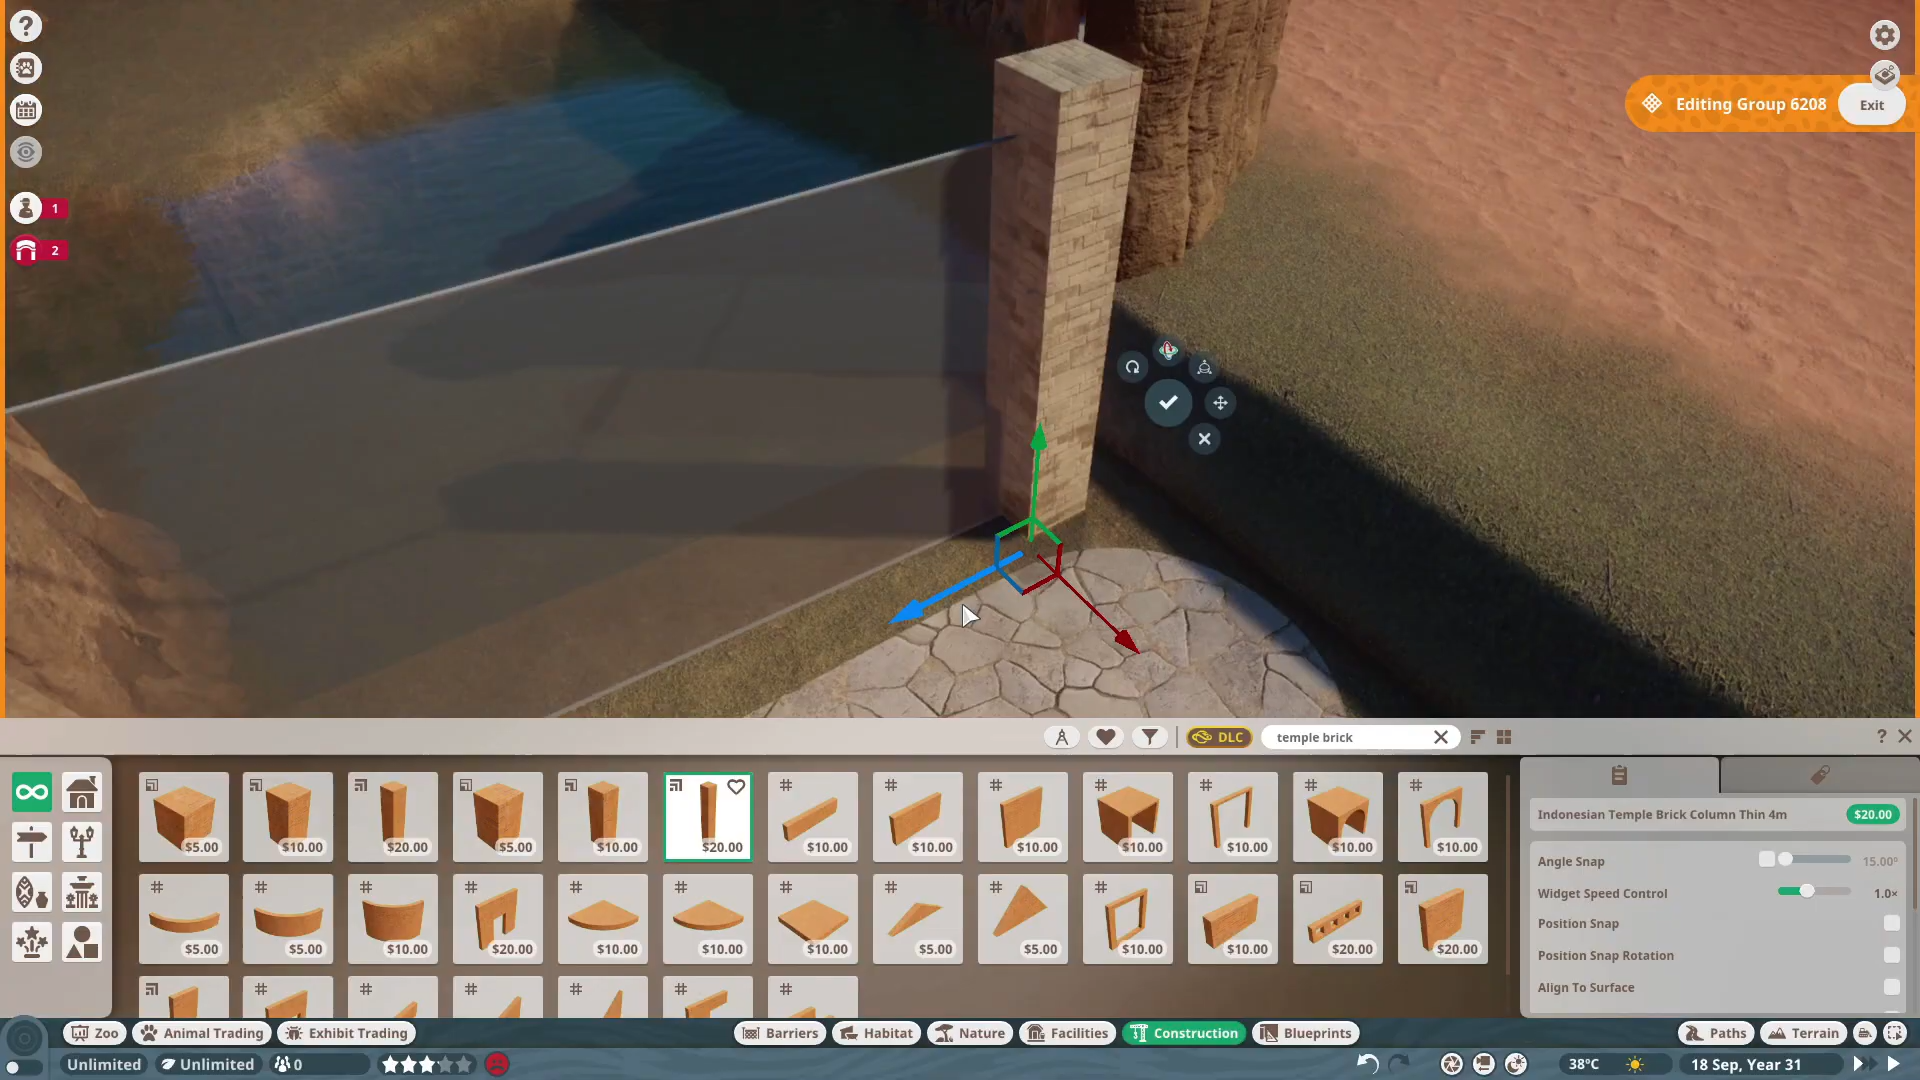 ?
Editing Group 6208
Exit
1
2
DLC
temple brick
?
$5.00
$10.00
$20.00
$5.00
$10.00
$20.00
$10.00
$10.00
$10.00
$10.00
$10.00
$10.00
$10.00
Indonesian Temple Brick Column Thin 4m
$20.00
$5.00
$5.00
$10.00
$20.00
$10.00
$10.00
$10.00
$5.00
$5.00
$10.00
$10.00
$20.00
$20.00
Angle Snap
15.00°
Widget Speed Control
1.0×
Position Snap
Position Snap Rotation
Align To Surface
Zoo
Animal Trading
Exhibit Trading
Barriers
Habitat
Nature
Facilities
Construction
Blueprints
Paths
Terrain
Unlimited
Unlimited
0
38°C
18 Sep, Year 31